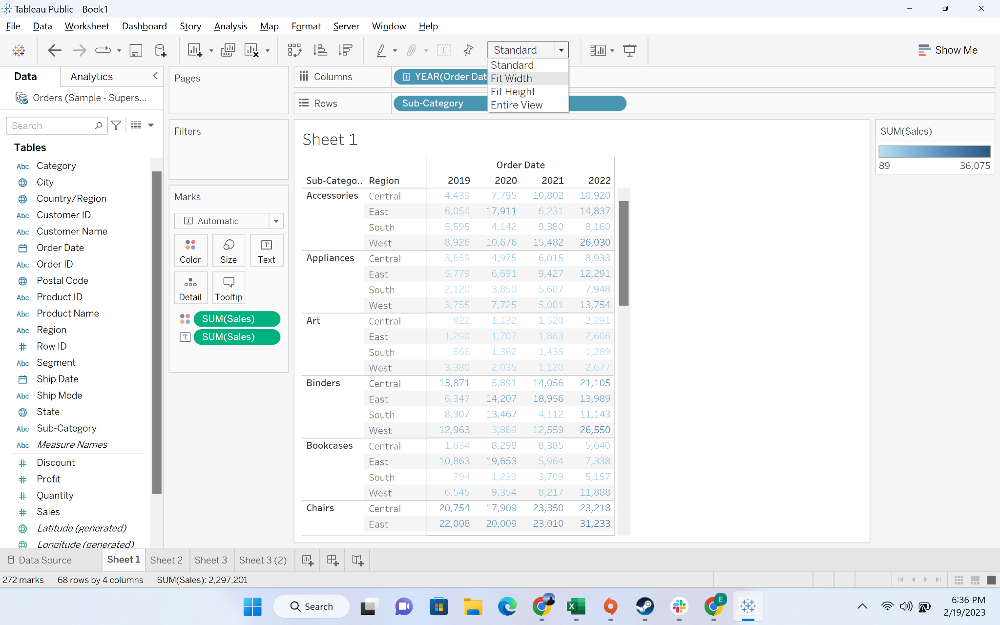 Tableau Public - Book1
File Data Worksheet Dashboard Story Analysis Map Format Server Window Help
Standard
Show Me
Standard
Fit Width
Fit Height
Entire View
Data Analytics
Orders (Sample - Supers...
Search
Tables
Abc Category
City
Country/Region
Abc Customer ID
Abc Customer Name
Order Date
Abc Order ID
Postal Code
Abc Product ID
Abc Product Name
Abc Region
# Row ID
Abc Segment
Ship Date
Abc Ship Mode
State
Abc Sub-Category
Abc Measure Names
# Discount
# Profit
# Quantity
# Sales
Latitude (generated)
Longitude (generated)
Pages
Filters
Marks
T Automatic
Color Size T Text
Detail Tooltip
SUM(Sales)
T SUM(Sales)
Columns YEAR(Order Dat
Rows Sub-Category
Sheet 1
Order Date
Sub-Catego.. Region 2019 2020 2021 2022
Accessories Central 4,439 7,795 10,802 10,920
East 6,054 17,911 6,231 14,837
South 5,595 4,142 9,380 8,160
West 8,926 10,676 15,482 26,030
Appliances Central 3,659 4,975 6,015 8,933
East 5,779 6,691 9,427 12,291
South 2,120 3,850 5,607 7,948
West 3,755 7,725 5,001 13,754
Art Central 822 1,132 1,520 2,291
East 1,290 1,707 1,883 2,606
South 566 1,362 1,438 1,289
West 3,380 2,035 1,120 2,677
Binders Central 15,871 5,891 14,056 21,105
East 6,347 14,207 18,956 13,989
South 8,307 13,467 4,112 11,143
West 12,963 3,889 12,559 26,550
Bookcases Central 1,834 8,298 8,385 5,640
East 10,863 19,653 5,964 7,338
South 794 1,239 3,709 5,157
West 6,545 9,354 8,217 11,888
Chairs Central 20,754 17,909 23,350 23,218
East 22,008 20,009 23,010 31,233
SUM(Sales)
89 36,075
Data Source Sheet 1 Sheet 2 Sheet 3 Sheet 3 (2)
272 marks 68 rows by 4 columns SUM(Sales): 2,297,201
Search
E
6:36 PM
2/19/2023